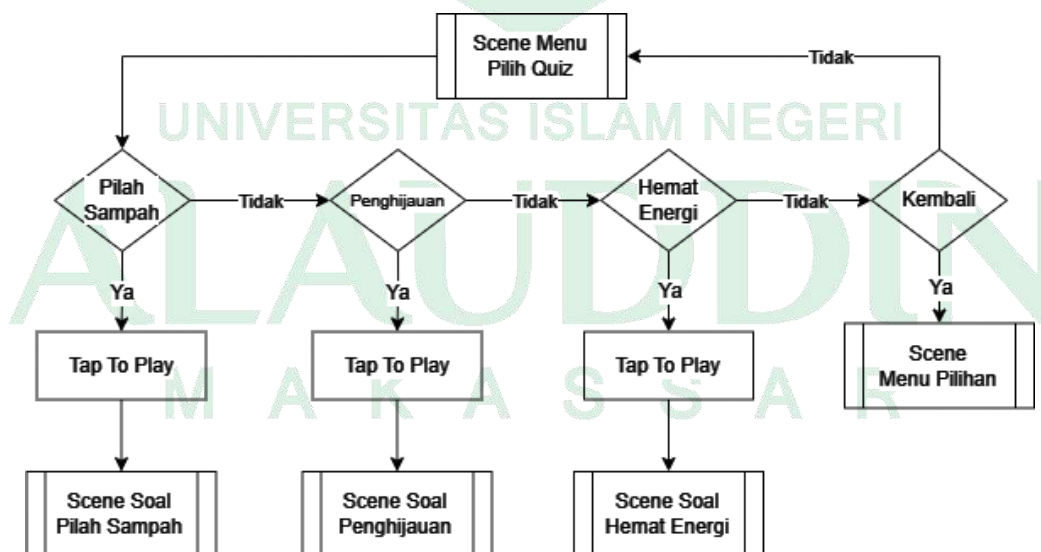 Scene Menu
Pilih Quiz
Tidak
UNIVERSITAS ISLAM NEGERI
Pilah
Sampah
Tidak
Penghijauan
Tidak
Hemat
Energi
Tidak
Kembali
ALAUDDIN
Ya
Ya
Ya
Ya
Tap To Play
Tap To Play
Tap To Play
Scene
Menu Pilihan
MAKASSAR
Scene Soal
Pilah Sampah
Scene Soal
Penghijauan
Scene Soal
Hemat Energi